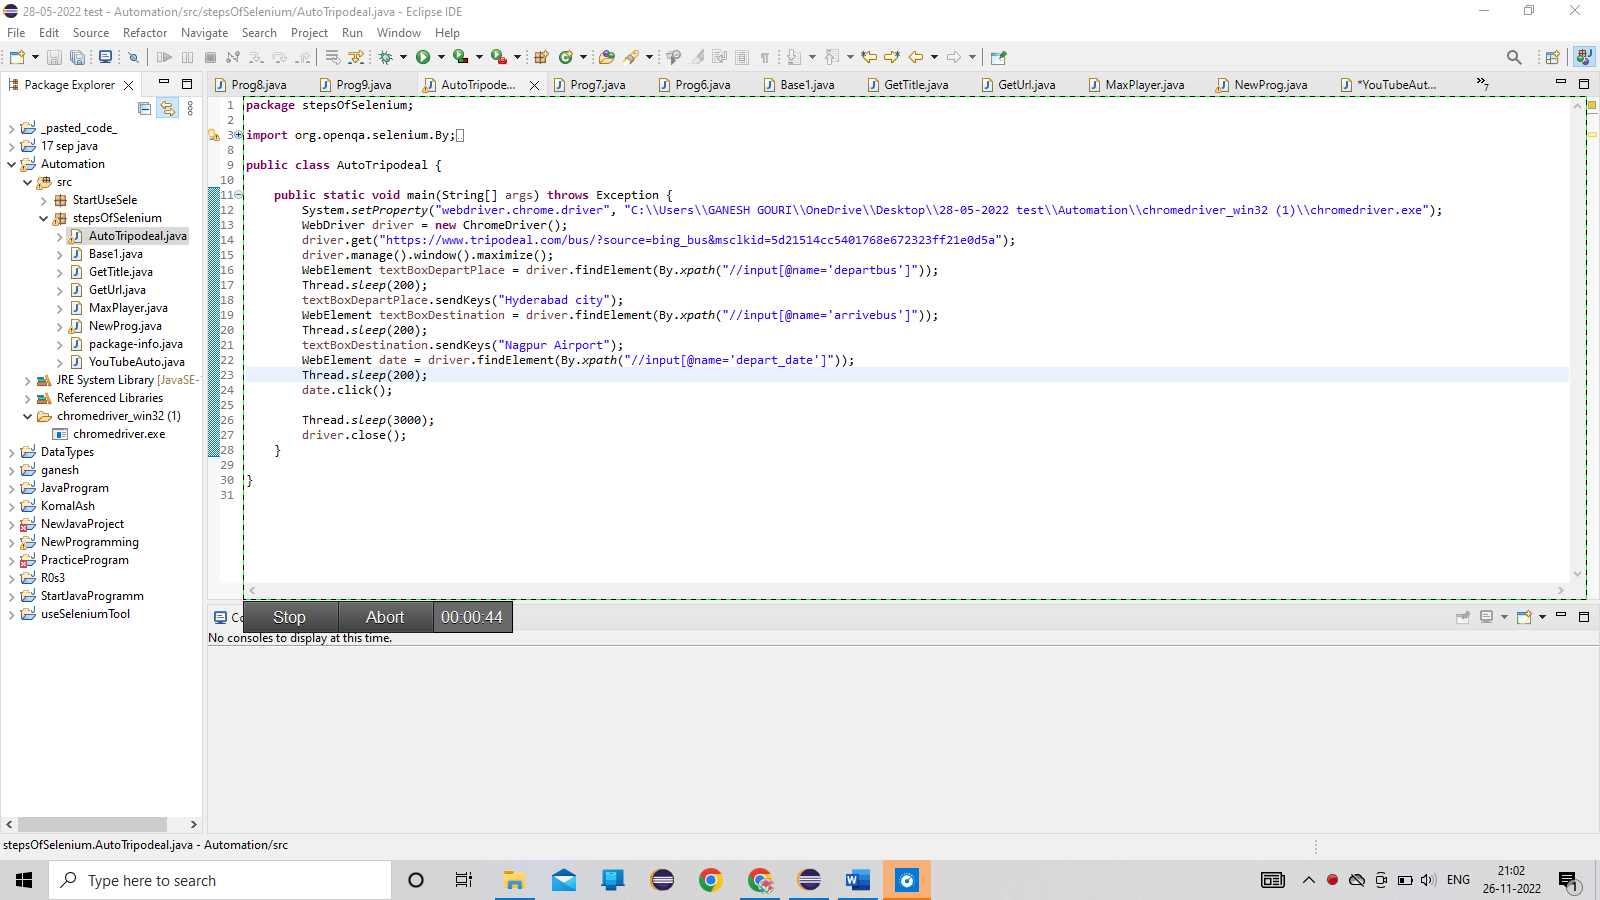 28-05-2022 test - Automation/src/stepsOfSelenium/AutoTripodeal.java - Eclipse IDE
File Edit Source Refactor Navigate Search Project Run Window Help
Package Explorer
Prog8.java Prog9.java AutoTripode... Prog7.java Prog6.java Base1.java GetTitle.java GetUrl.java MaxPlayer.java NewProg.java *YouTubeAut... »7
_pasted_code_
17 sep java
Automation
src
StartUseSele
stepsOfSelenium
AutoTripodeal.java
Base1.java
GetTitle.java
GetUrl.java
MaxPlayer.java
NewProg.java
package-info.java
YouTubeAuto.java
JRE System Library [JavaSE-1
Referenced Libraries
chromedriver_win32 (1)
chromedriver.exe
DataTypes
ganesh
JavaProgram
KomalAsh
NewJavaProject
NewProgramming
PracticeProgram
R0s3
StartJavaProgramm
useSeleniumTool
1 package stepsOfSelenium;
2
3 import org.openqa.selenium.By;
8
9 public class AutoTripodeal {
10
11 public static void main(String[] args) throws Exception {
12 System.setProperty("webdriver.chrome.driver", "C:\\Users\\GANESH GOURI\\OneDrive\\Desktop\\28-05-2022 test\\Automation\\chromedriver_win32 (1)\\chromedriver.exe");
13 WebDriver driver = new ChromeDriver();
14 driver.get("https://www.tripodeal.com/bus/?source=bing_bus&msclkid=5d21514cc5401768e672323ff21e0d5a");
15 driver.manage().window().maximize();
16 WebElement textBoxDepartPlace = driver.findElement(By.xpath("//input[@name='departbus']"));
17 Thread.sleep(200);
18 textBoxDepartPlace.sendKeys("Hyderabad city");
19 WebElement textBoxDestination = driver.findElement(By.xpath("//input[@name='arrivebus']"));
20 Thread.sleep(200);
21 textBoxDestination.sendKeys("Nagpur Airport");
22 WebElement date = driver.findElement(By.xpath("//input[@name='depart_date']"));
23 Thread.sleep(200);
24 date.click();
25
26 Thread.sleep(3000);
27 driver.close();
28 }
29
30 }
31
Co
Stop Abort 00:00:44
No consoles to display at this time.
stepsOfSelenium.AutoTripodeal.java - Automation/src
Type here to search
ENG
21:02
26-11-2022
1